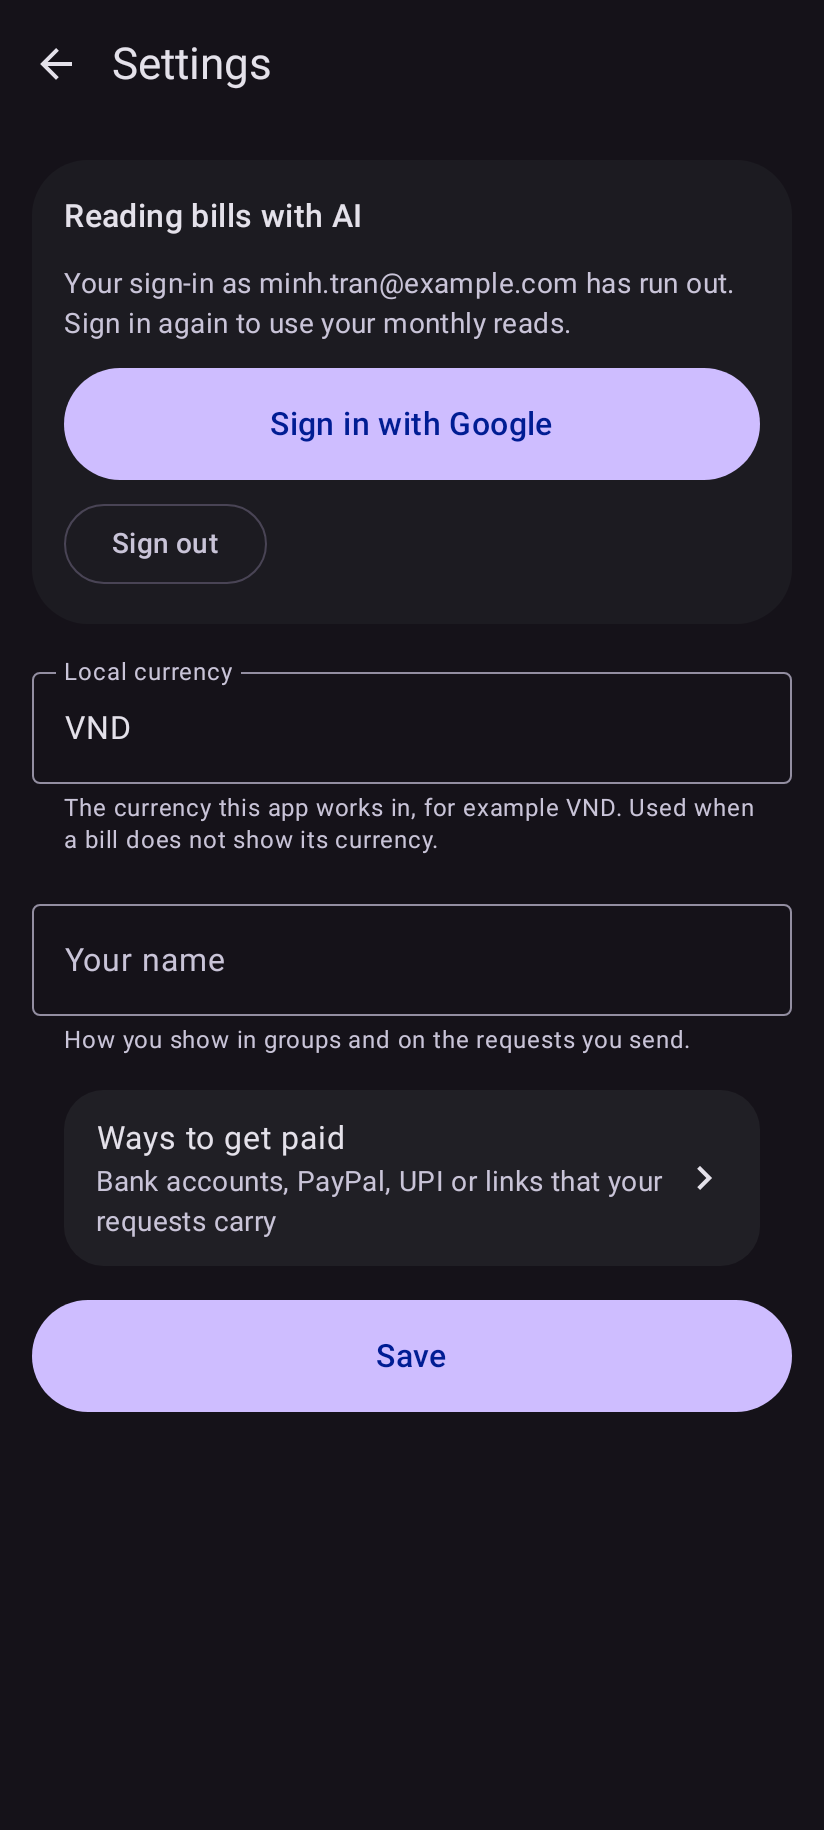 Settings
Reading bills with AI
Your sign-in as minh.tran@example.com has run out.
Sign in again to use your monthly reads.
Sign in with Google
Sign out
Local currency
VND
The currency this app works in, for example VND. Used when
a bill does not show its currency.
Your name
How you show in groups and on the requests you send.
Ways to get paid
Bank accounts, PayPal, UPI or links that your
requests carry
Save